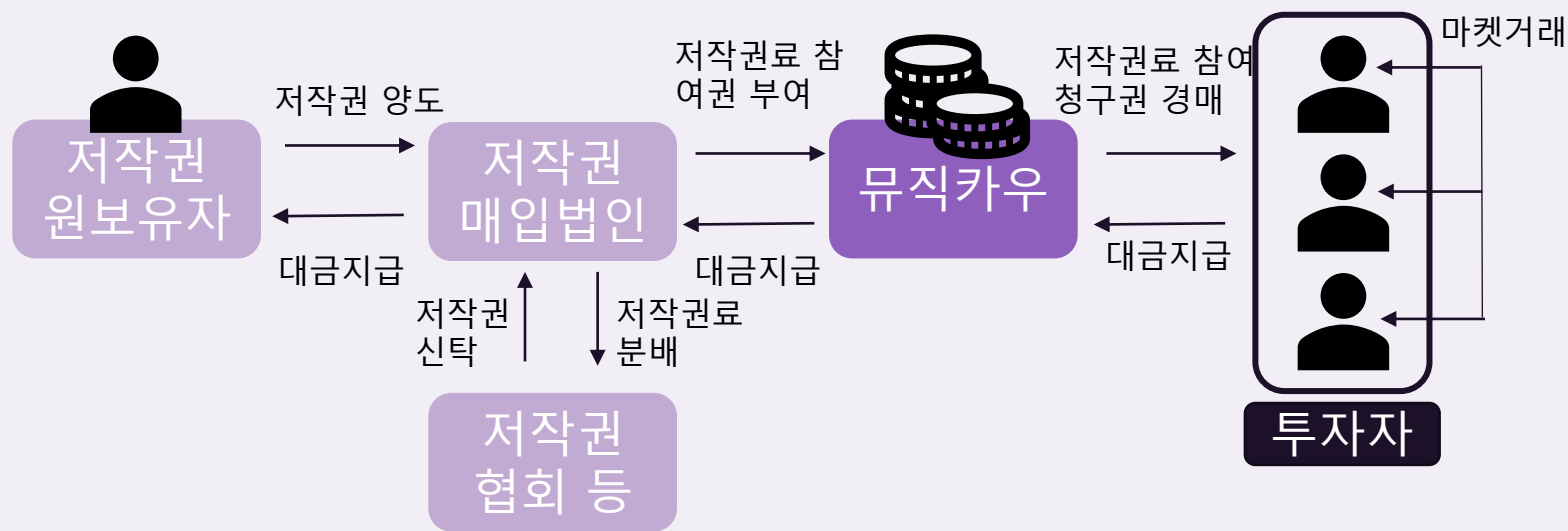 마켓거래
저작권료 참
여권 부여
저작권료 참여
청구권 경매
저작권 양도
저작권
원보유자
저작권
매입법인
뮤직카우
대금지급
대금지급
대금지급
저작권
신탁
저작권료
분배
저작권
협회 등
투자자